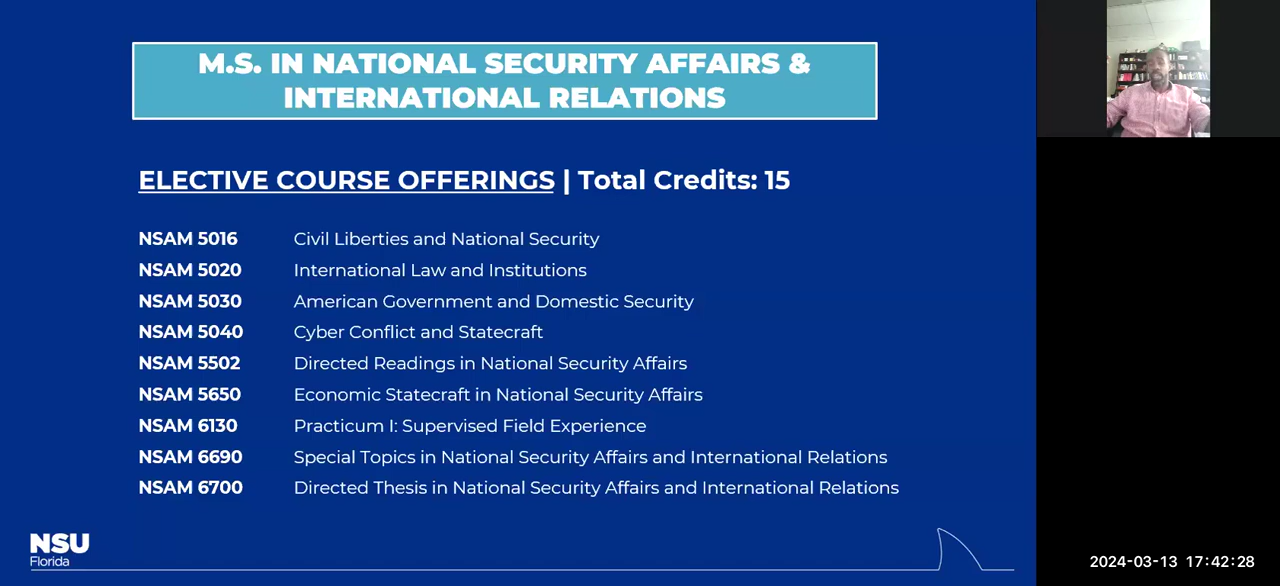 M.S. IN NATIONAL SECURITY AFFAIRS &
INTERNATIONAL RELATIONS
ELECTIVE COURSE OFFERINGS | Total Credits: 15
NSAM 5016 Civil Liberties and National Security
NSAM 5020 International Law and Institutions
NSAM 5030 American Government and Domestic Security
NSAM 5040 Cyber Conflict and Statecraft
NSAM 5502 Directed Readings in National Security Affairs
NSAM 5650 Economic Statecraft in National Security Affairs
NSAM 6130 Practicum I: Supervised Field Experience
NSAM 6690 Special Topics in National Security Affairs and International Relations
NSAM 6700 Directed Thesis in National Security Affairs and International Relations
NSU
Florida
2024-03-13 17:42:28